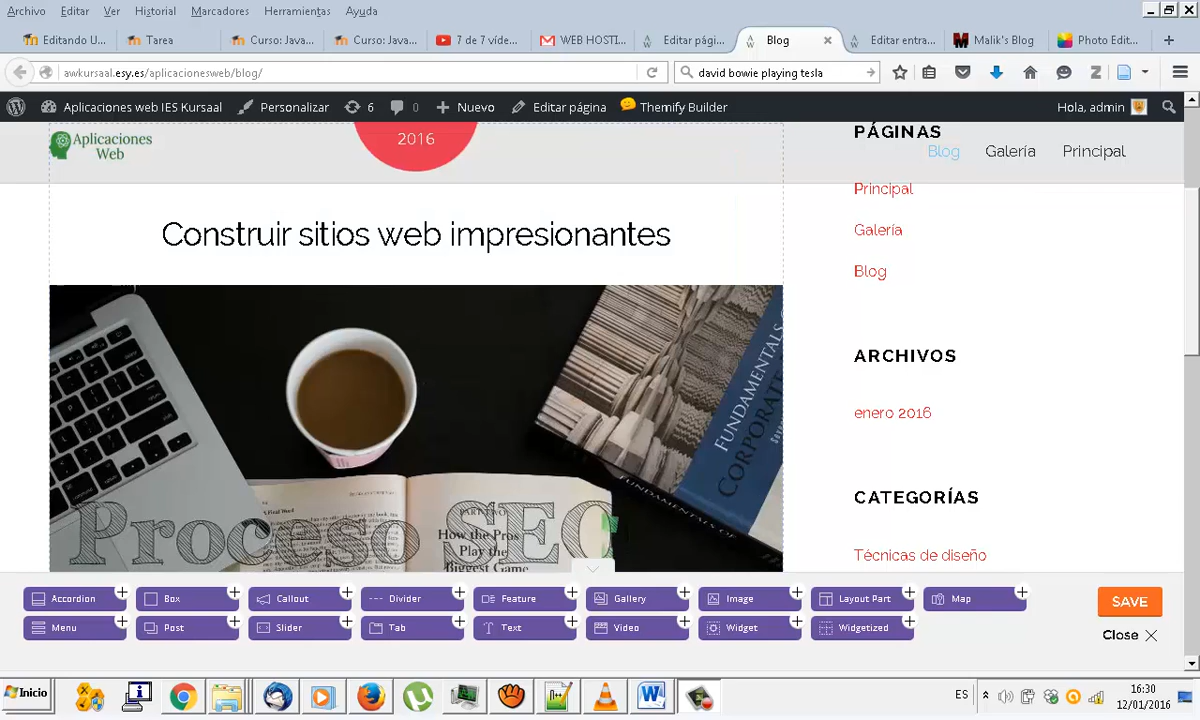 Archivo Editar Ver Historial Marcadores Herramientas Ayuda
Editando U... Tarea Curso: Java... Curso: Java... 7 de 7 víde... WEB HOSTI... Editar pági... Blog Editar entra... Malik's Blog Photo Edit...
awkursaal.esy.es/aplicacionesweb/blog/ david bowie playing tesla
Aplicaciones web IES Kursaal Personalizar 6 0 Nuevo Editar página Themify Builder Hola, admin
Aplicaciones
Web
2016
PÁGINAS
Blog Galería Principal
Principal
Construir sitios web impresionantes
Galería
Blog
ARCHIVOS
enero 2016
CATEGORÍAS
Técnicas de diseño
FUNDAMENTALS
CORPORATE
FUNDAMENTALS OF
Proceso SEO
PART TWO
How the Pros
Play the
Biggest Game
Accordion Box Callout Divider Feature Gallery Image Layout Part Map
Menu Post Slider Tab Text Video Widget Widgetized
SAVE
Close
Inicio
ES
16:30
12/01/2016